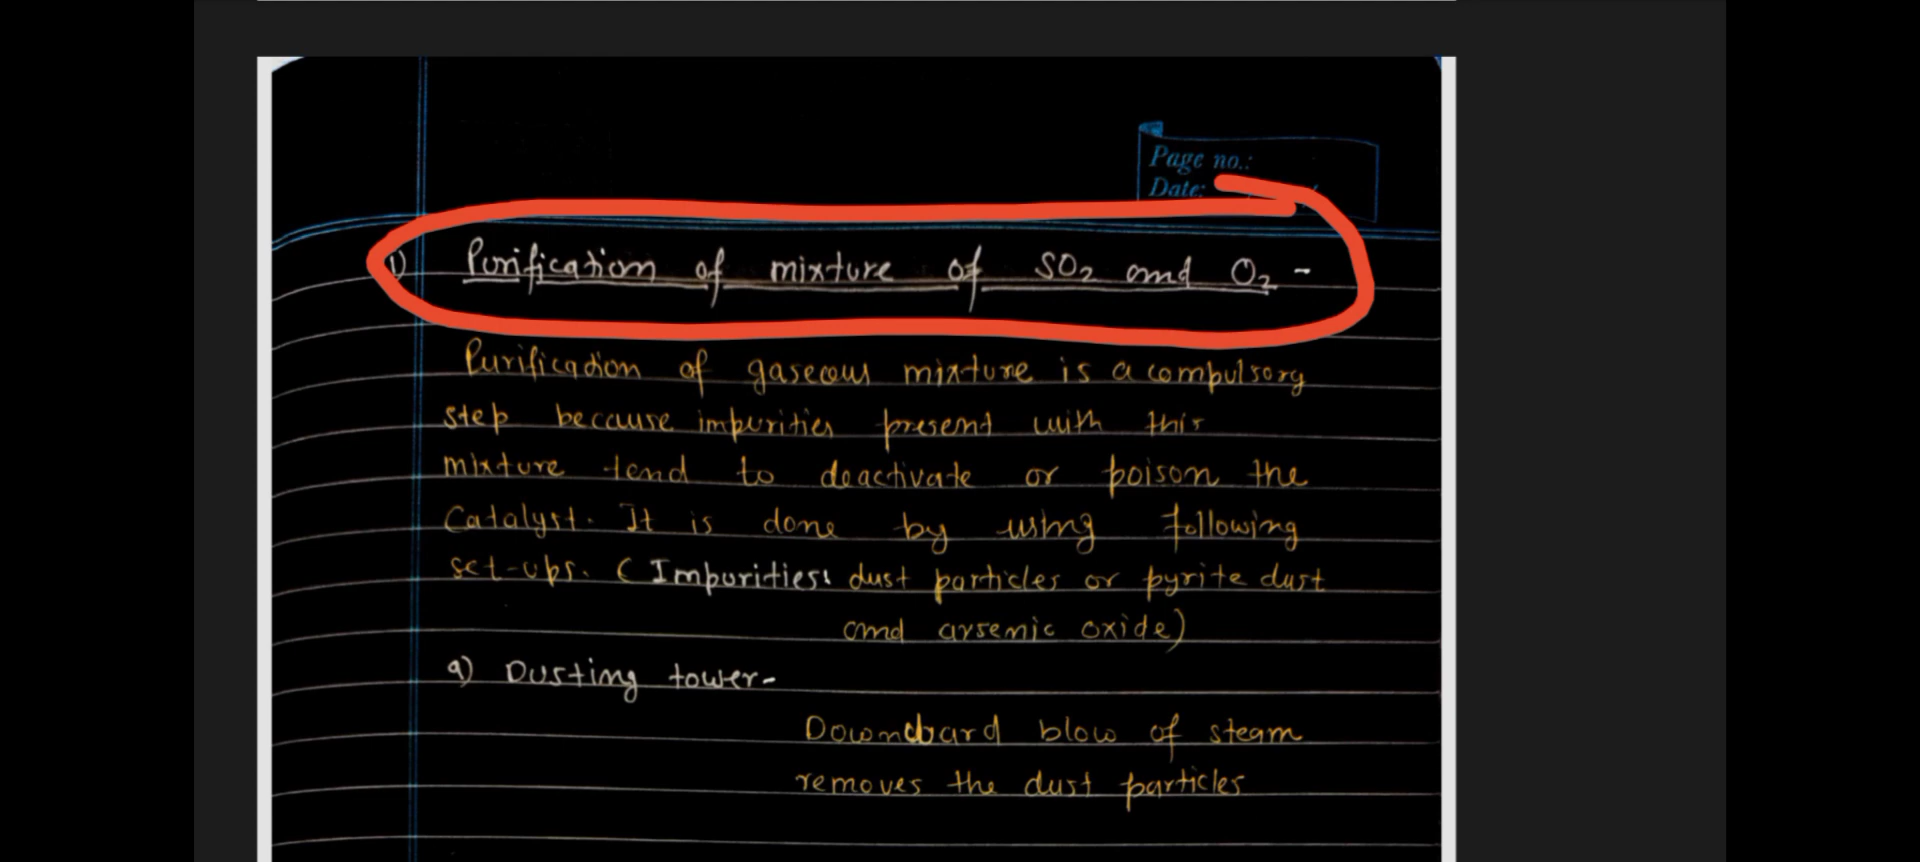 Page no.:
Date:
1) Purification of mixture of SO₂ and O₂ -
Purification of gaseous mixture is a compulsory
step because impurities present with this
mixture tend to deactivate or poison the
Catalyst. It is done by using following
set-ups. (Impurities: dust particles or pyrite dust
and arsenic oxide)
a) Dusting tower-
Downward blow of steam
removes the dust particles